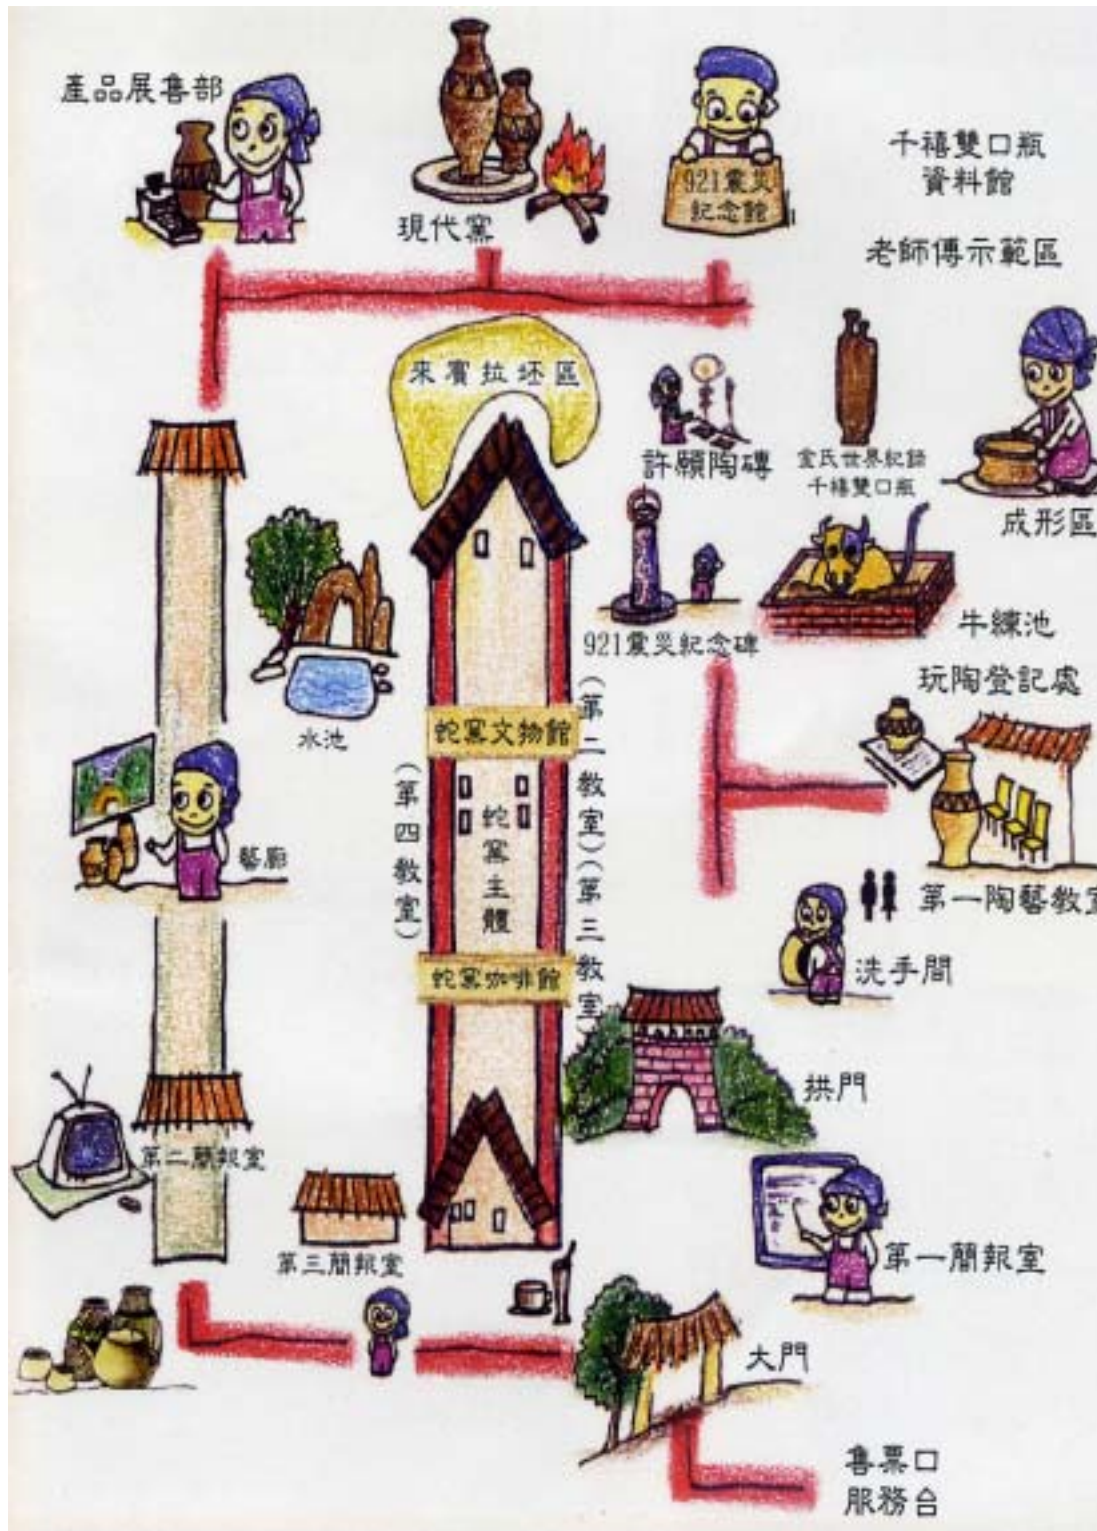 產品展售部
現代窯
921震災
紀念館
千禧雙口瓶
資料館
老師傅示範區
來賓拉坯區
許願陶磚
金氏世界紀錄
千禧雙口瓶
成形區
921震災紀念碑
牛練池
水池
玩陶登記處
蛇窯文物館
(第二教室)
(第四教室)
蛇窯主體
(第三教室)
藝廊
第一陶藝教室
洗手間
蛇窯咖啡館
拱門
第二簡報室
第三簡報室
第一簡報室
大門
售票口
服務台